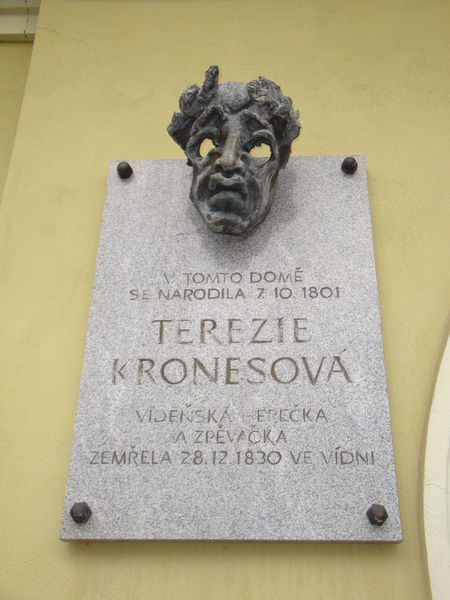 V TOMTO DOMĚ
SE NARODILA 7.10.1801
TEREZIE
KRONESOVÁ
VÍDEŇSKÁ HEREČKA
A ZPĚVAČKA
ZEMŘELA 28.12.1830 VE VÍDNI